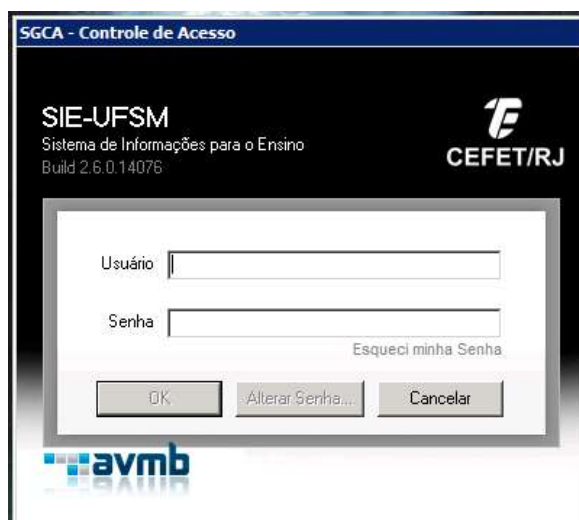 SGCA - Controle de Acesso
SIE-UFSM
Sistema de Informações para o Ensino
Build 2.6.0.14076
CEFET/RJ
Usuário
Senha
Esqueci minha Senha
OK Alterar Senha... Cancelar
avmb